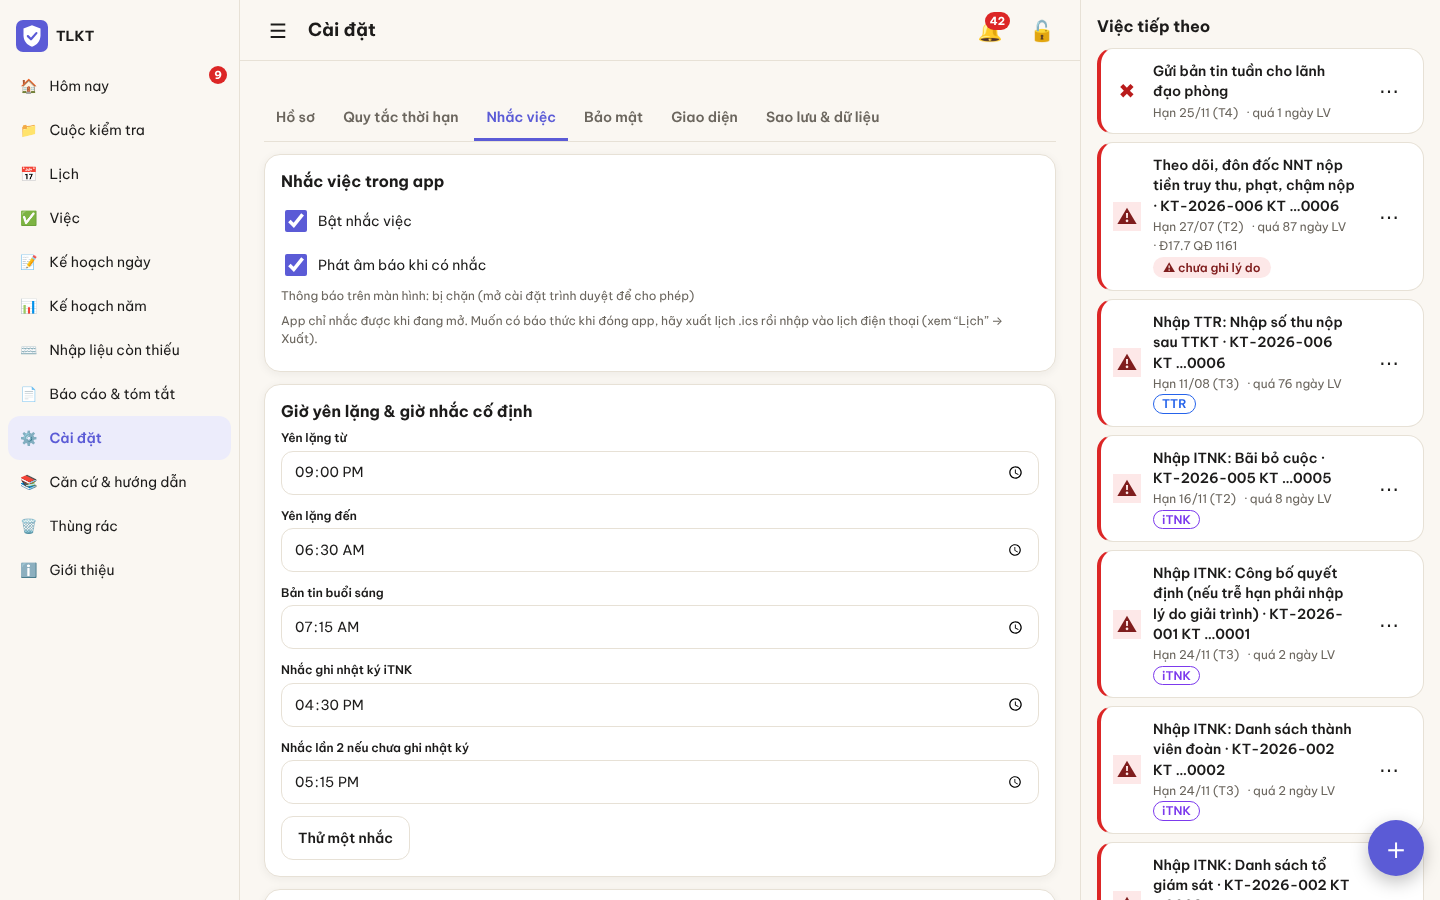 TLKT
Hôm nay
9
Cuộc kiểm tra
Lịch
Việc
Kế hoạch ngày
Kế hoạch năm
Nhập liệu còn thiếu
Báo cáo & tóm tắt
Cài đặt
Căn cứ & hướng dẫn
Thùng rác
Giới thiệu
Cài đặt
42
Hồ sơ
Quy tắc thời hạn
Nhắc việc
Bảo mật
Giao diện
Sao lưu & dữ liệu
Nhắc việc trong app
Bật nhắc việc
Phát âm báo khi có nhắc
Thông báo trên màn hình: bị chặn (mở cài đặt trình duyệt để cho phép)
App chỉ nhắc được khi đang mở. Muốn có báo thức khi đóng app, hãy xuất lịch .ics rồi nhập vào lịch điện thoại (xem “Lịch” →
Xuất).
Giờ yên lặng & giờ nhắc cố định
Yên lặng từ
09:00 PM
Yên lặng đến
06:30 AM
Bản tin buổi sáng
07:15 AM
Nhắc ghi nhật ký iTNK
04:30 PM
Nhắc lần 2 nếu chưa ghi nhật ký
05:15 PM
Thử một nhắc
Việc tiếp theo
Gửi bản tin tuần cho lãnh
đạo phòng
Hạn 25/11 (T4) · quá 1 ngày LV
Theo dõi, đôn đốc NNT nộp
tiền truy thu, phạt, chậm nộp
· KT-2026-006 KT …0006
Hạn 27/07 (T2) · quá 87 ngày LV
· Đ17.7 QĐ 1161
chưa ghi lý do
Nhập TTR: Nhập số thu nộp
sau TTKT · KT-2026-006
KT …0006
Hạn 11/08 (T3) · quá 76 ngày LV
TTR
Nhập ITNK: Bãi bỏ cuộc ·
KT-2026-005 KT …0005
Hạn 16/11 (T2) · quá 8 ngày LV
iTNK
Nhập ITNK: Công bố quyết
định (nếu trễ hạn phải nhập
lý do giải trình) · KT-2026-
001 KT …0001
Hạn 24/11 (T3) · quá 2 ngày LV
iTNK
Nhập ITNK: Danh sách thành
viên đoàn · KT-2026-002
KT …0002
Hạn 24/11 (T3) · quá 2 ngày LV
iTNK
Nhập ITNK: Danh sách tổ
giám sát · KT-2026-002 KT